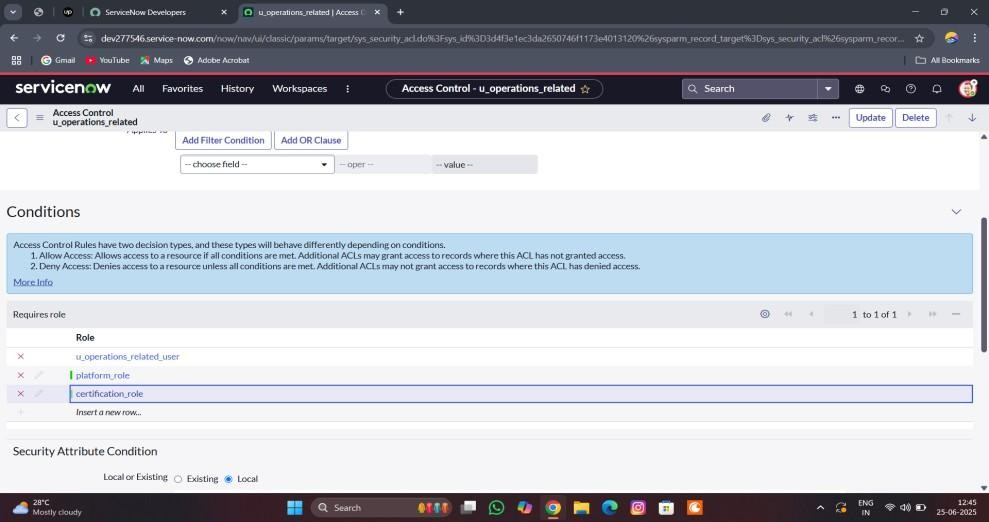 ServiceNow Developers
u_operations_related | Access C
dev277546.service-now.com/now/nav/ui/classic/params/target/sys_security_acl.do%3Fsys_id%3D3d4f3e1ec3da2650746f1173e4013120%26sysparm_record_target%3Dsys_security_acl%26sysparm_recor...
Gmail YouTube Maps Adobe Acrobat All Bookmarks
servicenow All Favorites History Workspaces Access Control - u_operations_related Search
Access Control
u_operations_related
Update Delete
Applies To
Add Filter Condition Add OR Clause
-- choose field -- -- oper -- -- value --
Conditions
Access Control Rules have two decision types, and these types will behave differently depending on conditions.
1. Allow Access: Allows access to a resource if all conditions are met. Additional ACLs may grant access to records where this ACL has not granted access.
2. Deny Access: Denies access to a resource unless all conditions are met. Additional ACLs may not grant access to records where this ACL has denied access.
More Info
Requires role 1 to 1 of 1
Role
u_operations_related_user
platform_role
certification_role
Insert a new row...
Security Attribute Condition
Local or Existing Existing Local
28°C
Mostly cloudy
Search
ENG
IN
12:45
25-06-2025